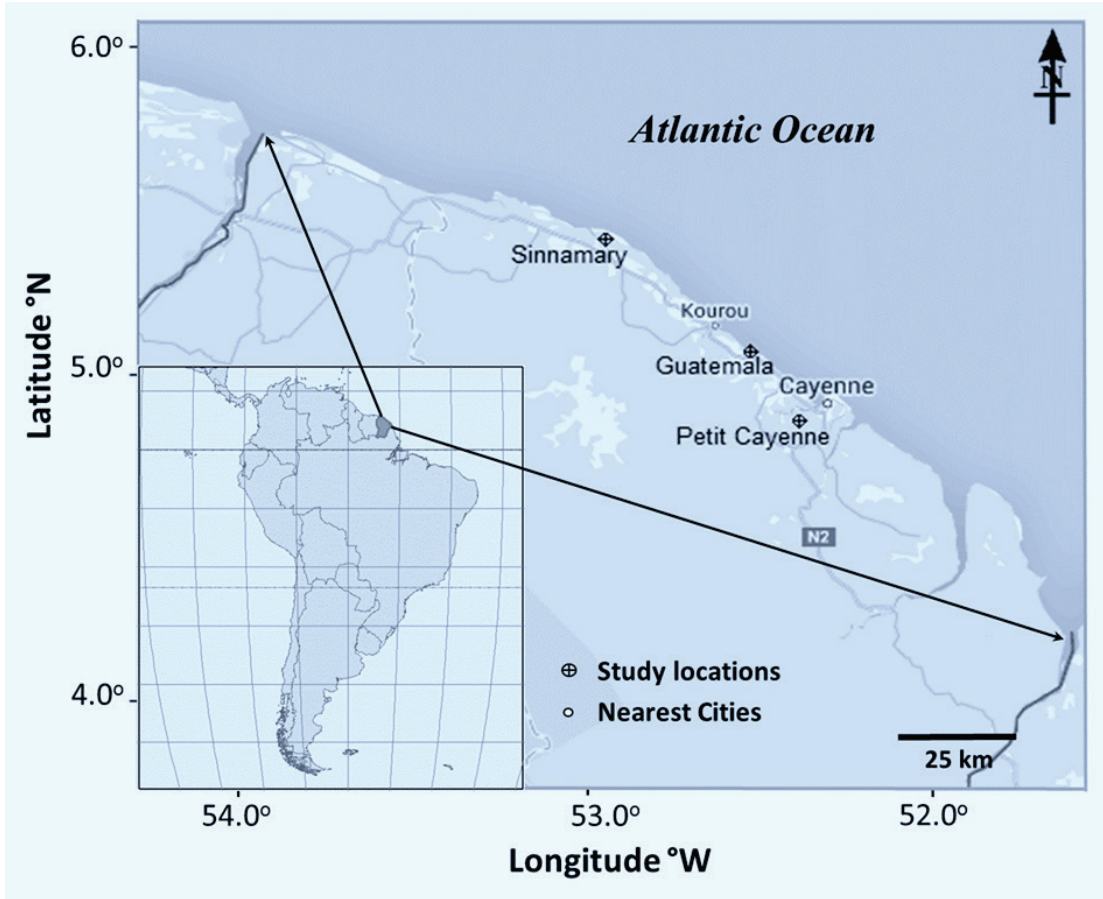 6.0°
Atlantic Ocean
N
Sinnamary
Kourou
Guatemala
5.0°
Cayenne
Petit Cayenne
Latitude °N
N2
Study locations
4.0°
Nearest Cities
25 km
54.0°
53.0°
52.0°
Longitude °W